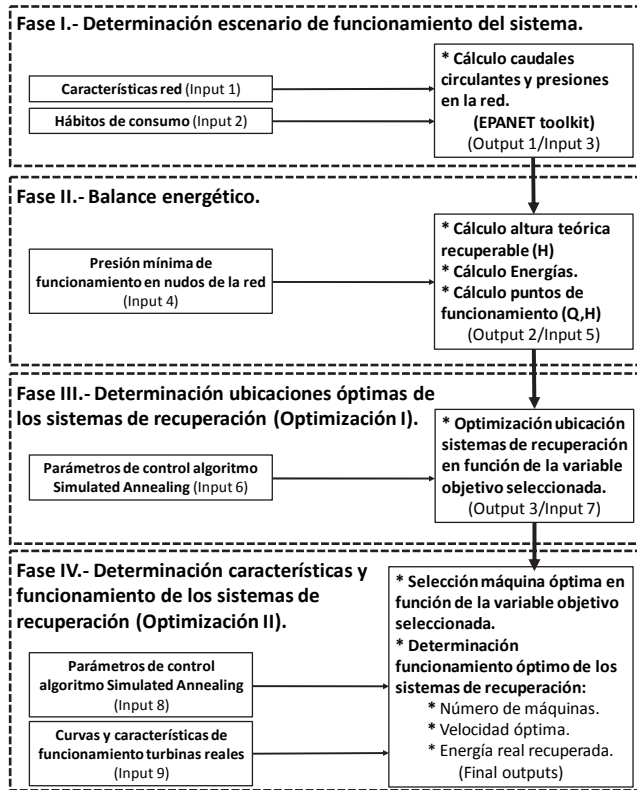 Fase I.- Determinación escenario de funcionamiento del sistema.
Características red (Input 1)
Hábitos de consumo (Input 2)
* Cálculo caudales
circulantes y presiones
en la red.
(EPANET toolkit)
(Output 1/Input 3)
Fase II.- Balance energético.
Presión mínima de
funcionamiento en nudos de la red
(Input 4)
* Cálculo altura teórica
recuperable (H)
* Cálculo Energías.
* Cálculo puntos de
funcionamiento (Q,H)
(Output 2/Input 5)
Fase III.- Determinación ubicaciones óptimas de
los sistemas de recuperación (Optimización I).
Parámetros de control algoritmo
Simulated Annealing (Input 6)
* Optimización ubicación
sistemas de recuperación
en función de la variable
objetivo seleccionada.
(Output 3/Input 7)
Fase IV.- Determinación características y
funcionamiento de los sistemas de
recuperación (Optimización II).
Parámetros de control
algoritmo Simulated Annealing
(Input 8)
Curvas y características de
funcionamiento turbinas reales
(Input 9)
* Selección máquina óptima en
función de la variable objetivo
seleccionada.
* Determinación
funcionamiento óptimo de los
sistemas de recuperación:
* Número de máquinas.
* Velocidad óptima.
* Energía real recuperada.
(Final outputs)